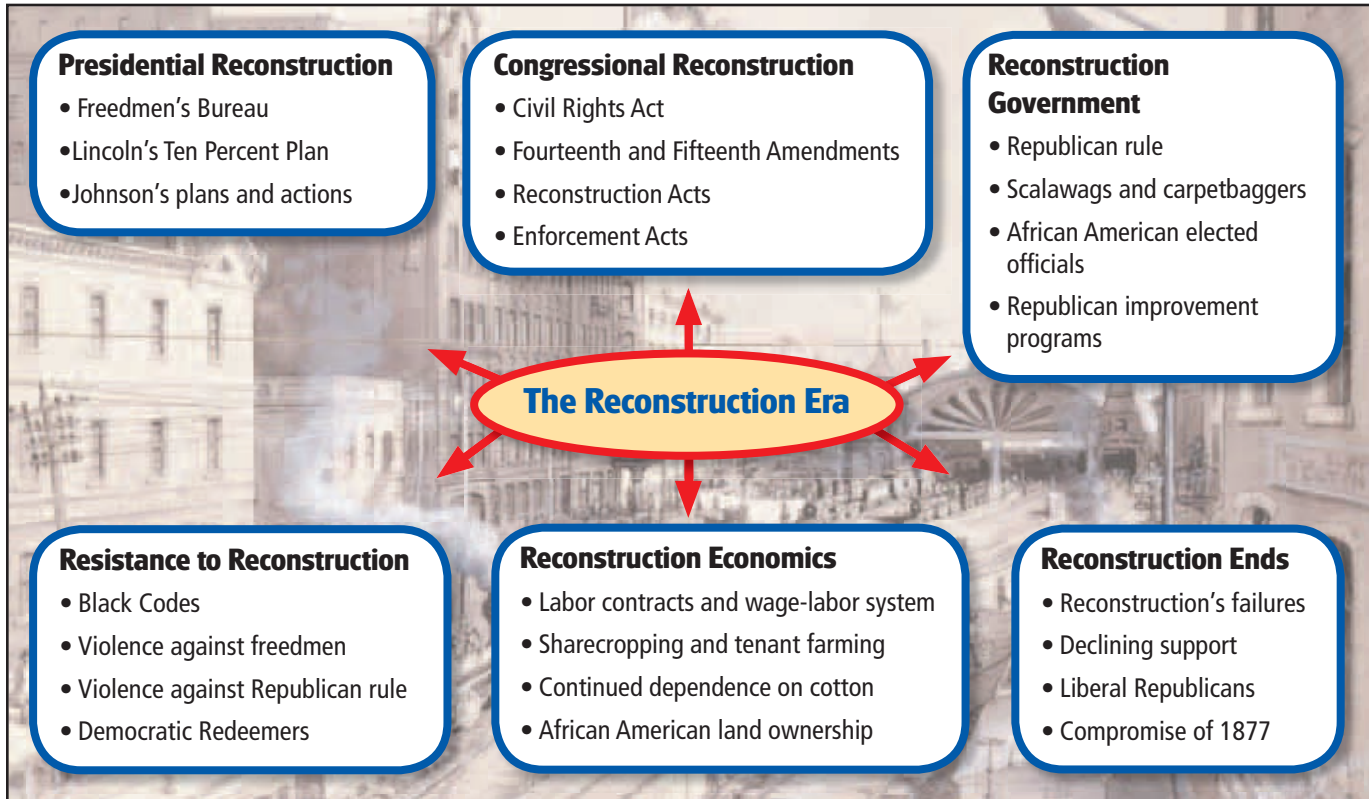 Presidential Reconstruction
• Freedmen's Bureau
•Lincoln's Ten Percent Plan
•Johnson's plans and actions
Congressional Reconstruction
• Civil Rights Act
• Fourteenth and Fifteenth Amendments
• Reconstruction Acts
• Enforcement Acts
Reconstruction
Government
• Republican rule
• Scalawags and carpetbaggers
• African American elected
officials
• Republican improvement
programs
The Reconstruction Era
Resistance to Reconstruction
• Black Codes
• Violence against freedmen
• Violence against Republican rule
• Democratic Redeemers
Reconstruction Economics
• Labor contracts and wage-labor system
• Sharecropping and tenant farming
• Continued dependence on cotton
• African American land ownership
Reconstruction Ends
• Reconstruction's failures
• Declining support
• Liberal Republicans
• Compromise of 1877